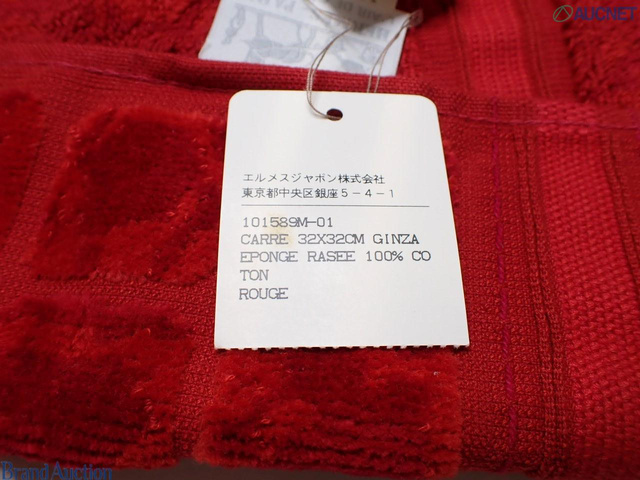 AUCNET
エルメスジャポン株式会社
東京都中央区銀座5-4-1
101589M-01
CARRE 32X32CM GINZA
EPONGE RASEE 100% CO
TON
ROUGE
Brand Auction